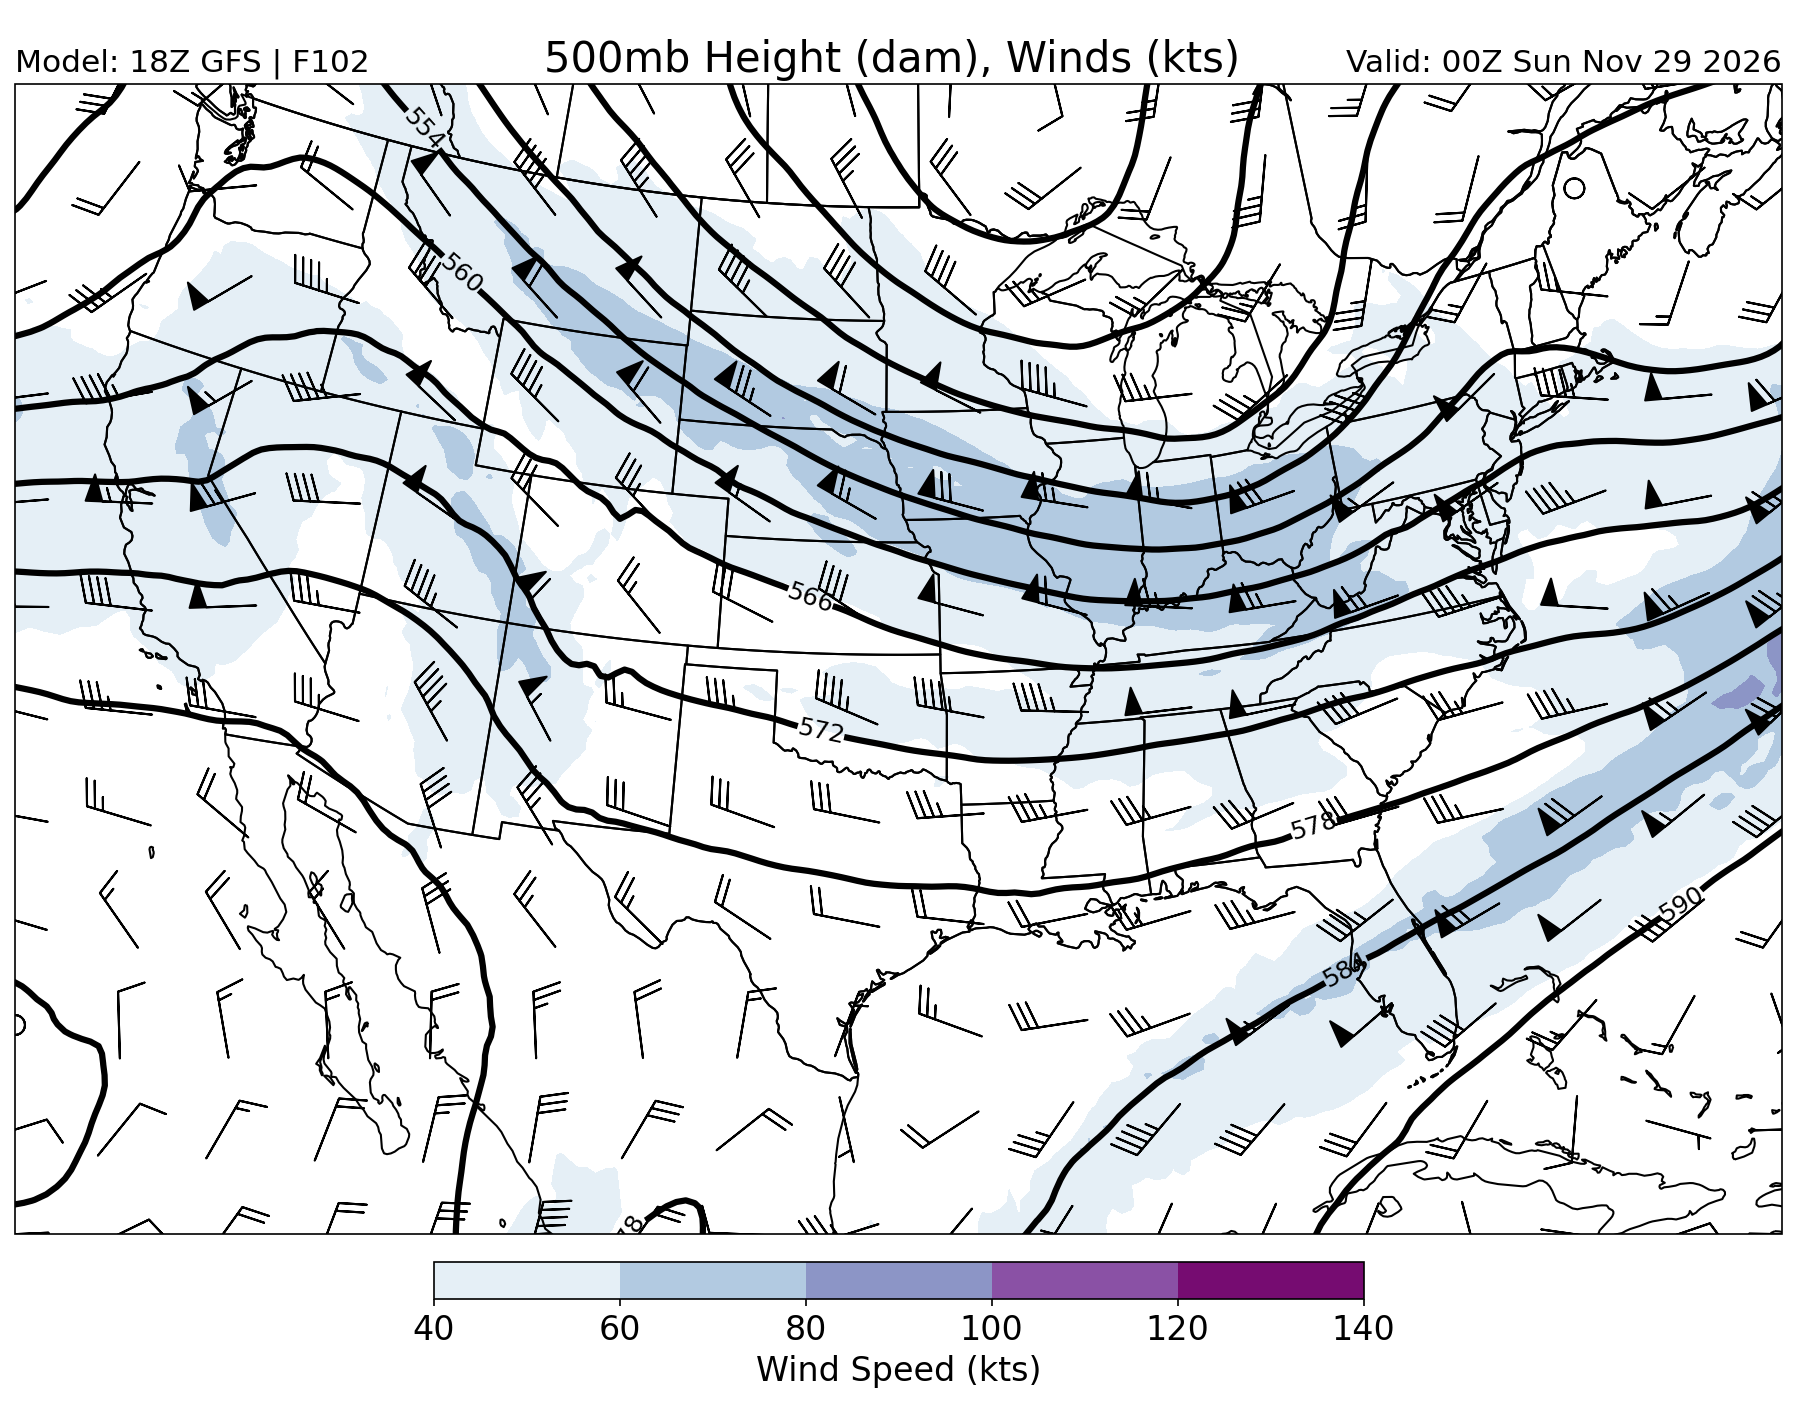 500mb Height (dam), Winds (kts)
Model: 18Z GFS | F102
Valid: 00Z Sun Nov 29 2026
554
560
566
572
578
590
584
40 60 80 100 120 140
Wind Speed (kts)